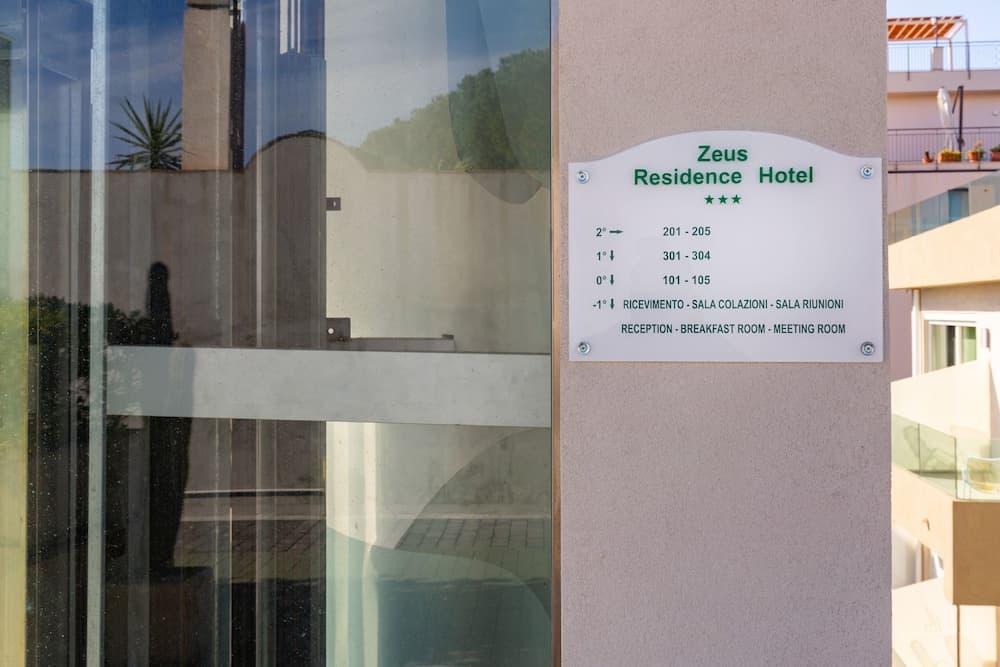 Zeus
Residence Hotel
★★★
2° → 201 - 205
1° ↓ 301 - 304
0° ↓ 101 - 105
-1° ↓ RICEVIMENTO - SALA COLAZIONI - SALA RIUNIONI
RECEPTION - BREAKFAST ROOM - MEETING ROOM